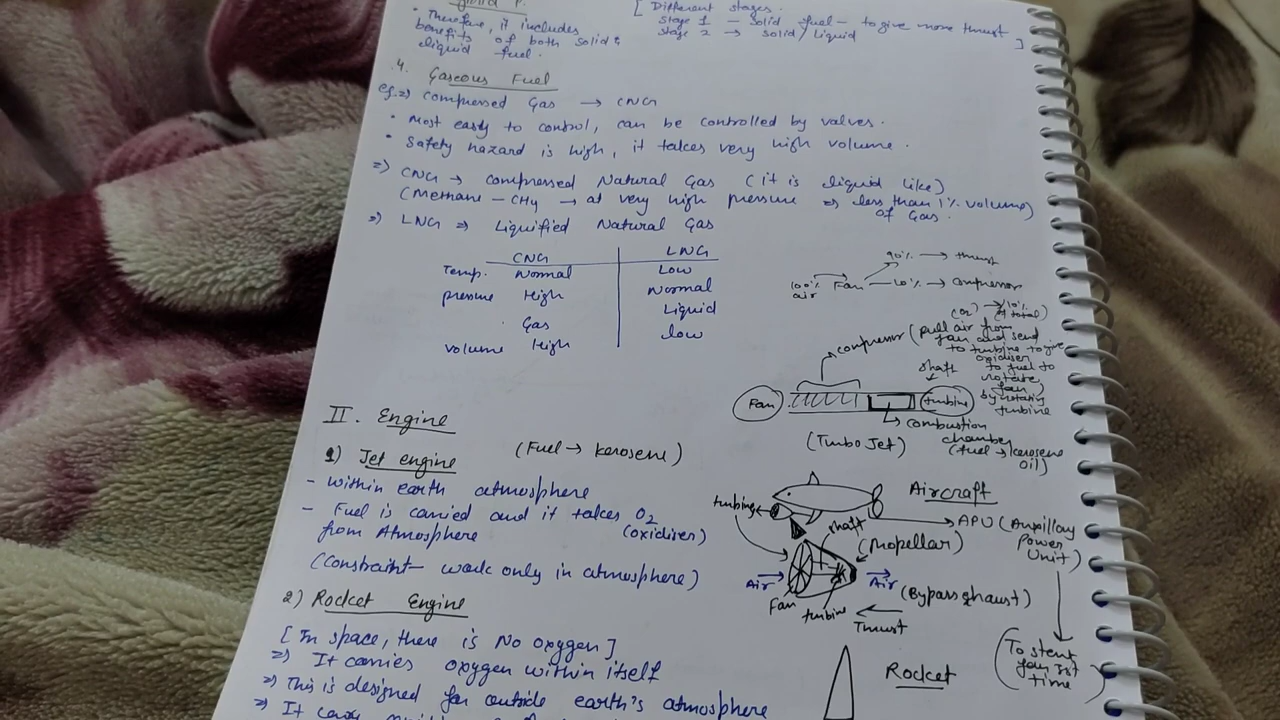 • Therefore, it includes
benefits of both solid &
liquid fuel.
[ Different stages.
Stage 1 – solid fuel – to give more thrust
Stage 2 → solid/Liquid ]
4. Gaseous Fuel
eg. ⇒ compressed Gas → CNG
• Most easy to control, can be controlled by valves.
• Safety hazard is high, it takes very high volume.
⇒ CNG → compressed Natural Gas (it is liquid like)
(Methane – CH4 → at very high pressure ⇒ less than 1% volume)
of Gas.
⇒ LNG ⇒ Liquified Natural Gas
CNG LNG
Temp. Normal Low
pressure High Normal
Gas Liquid
volume High low
90% → thrust
100% air → Fan – 10% → compressor
(or) → 10% (of total)
compressor (pull air from
fan and send
to turbine to give
oxidiser
to fuel to
rotate
fan)
by rotating
turbine
shaft
Fan turbine
combustion
chamber
(fuel → kerosene
oil)
(Turbo Jet)
II. Engine
1) Jet engine (Fuel → kerosene)
– within earth atmosphere
– Fuel is carried and it takes O2
from Atmosphere (oxidiser)
(Constraint – work only in atmosphere)
Aircraft
turbine
APU (Auxillary
Power
Unit)
shaft
(Propellar)
Air Air
(Bypass exhaust)
Fan turbine
Thrust
(To start
fan 1st
time)
2) Rocket Engine
[In space, there is No oxygen]
⇒ It carries oxygen within itself
⇒ This is designed for outside earth's atmosphere
⇒ It
Rocket